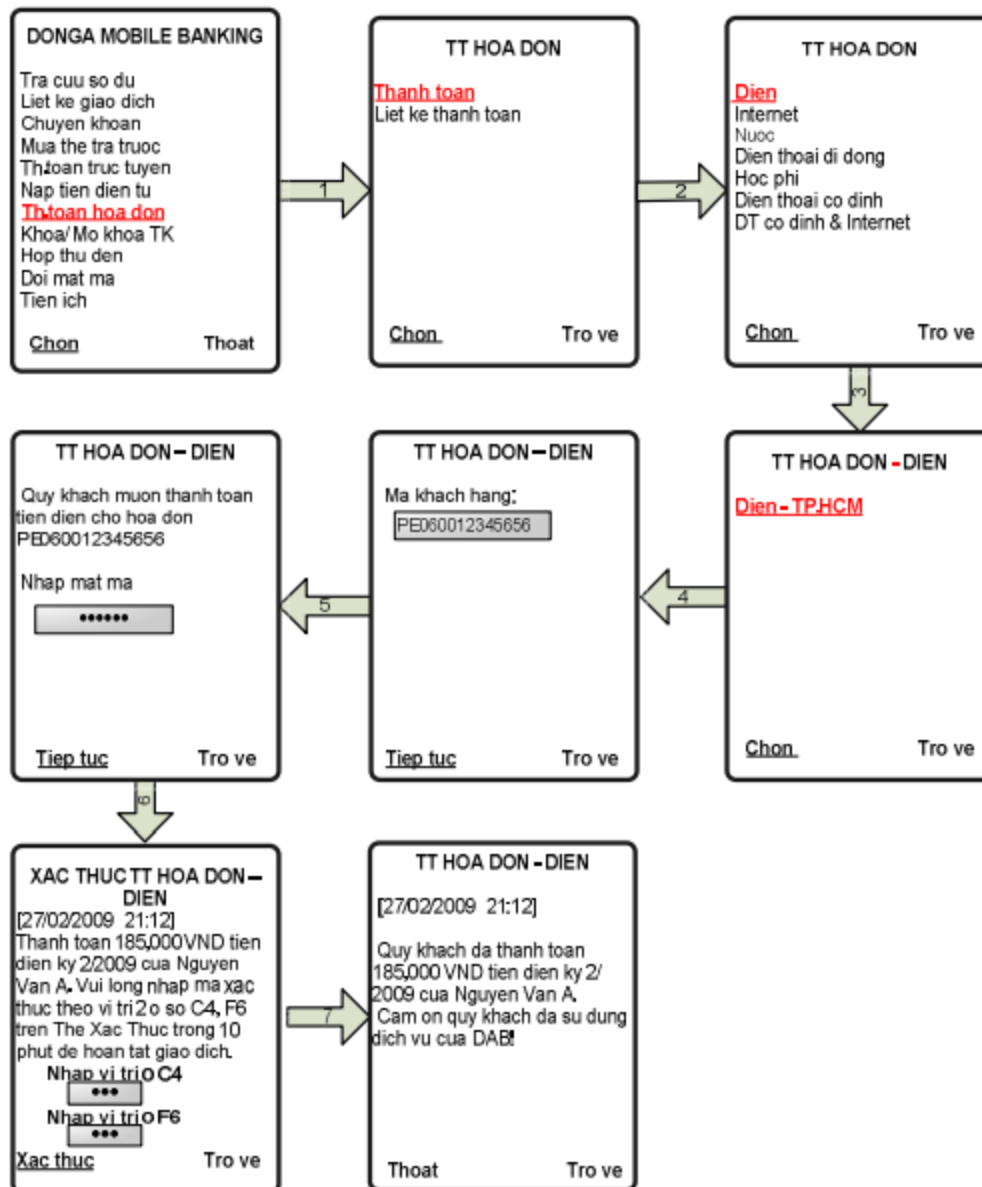 DONGA MOBILE BANKING
Tra cuu so du
Liet ke giao dich
Chuyen khoan
Mua the tra truoc
Th.toan truc tuyen
Nap tien dien tu
Th.toan hoa don
Khoa/ Mo khoa TK
Hop thu den
Doi mat ma
Tien ich
Chon Thoat
1
TT HOA DON
Thanh toan
Liet ke thanh toan
Chon Tro ve
2
TT HOA DON
Dien
Internet
Nuoc
Dien thoai di dong
Hoc phi
Dien thoai co dinh
DT co dinh & Internet
Chon Tro ve
3
TT HOA DON - DIEN
Dien - TP.HCM
Chon Tro ve
4
TT HOA DON – DIEN
Ma khach hang:
PE060012345656
Tiep tuc Tro ve
5
TT HOA DON – DIEN
Quy khach muon thanh toan
tien dien cho hoa don
PE060012345656
Nhap mat ma
••••••
Tiep tuc Tro ve
6
XAC THUC TT HOA DON –
DIEN
[27/02/2009 21:12]
Thanh toan 185,000 VND tien
dien ky 2/2009 cua Nguyen
Van A. Vui long nhap ma xac
thuc theo vi tri 2 o so C4, F6
tren The Xac Thuc trong 10
phut de hoan tat giao dich.
Nhap vi tri o C4
•••
Nhap vi tri o F6
•••
Xac thuc Tro ve
7
TT HOA DON - DIEN
[27/02/2009 21:12]
Quy khach da thanh toan
185,000 VND tien dien ky 2/
2009 cua Nguyen Van A.
Cam on quy khach da su dung
dich vu cua DAB!
Thoat Tro ve